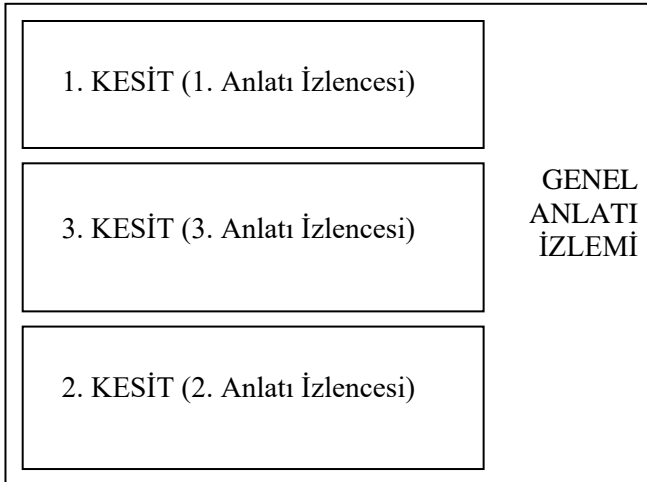 1. KESİT (1. Anlatı İzlencesi)
3. KESİT (3. Anlatı İzlencesi)
2. KESİT (2. Anlatı İzlencesi)
GENEL
ANLATI
İZLEMİ